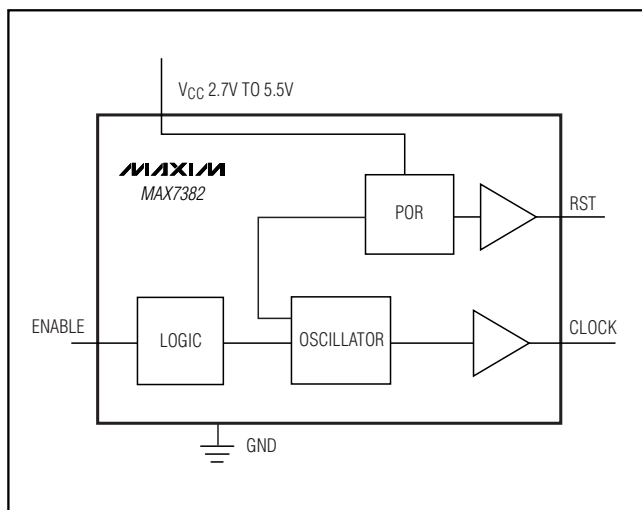 VCC 2.7V TO 5.5V
MAXIM
MAX7382
POR
RST
ENABLE
LOGIC
OSCILLATOR
CLOCK
GND